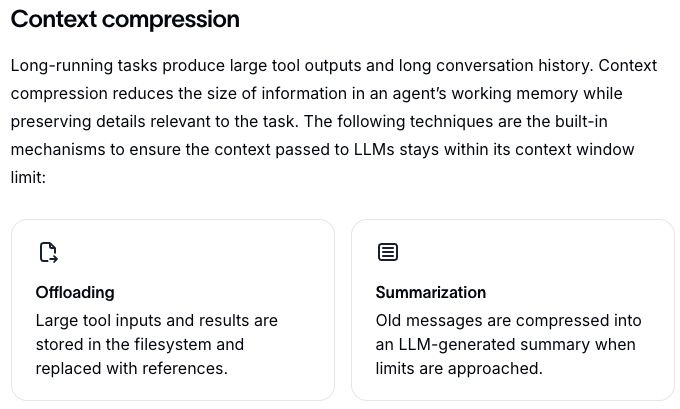 Context compression
Long-running tasks produce large tool outputs and long conversation history. Context
compression reduces the size of information in an agent’s working memory while
preserving details relevant to the task. The following techniques are the built-in
mechanisms to ensure the context passed to LLMs stays within its context window
limit:
Offloading
Large tool inputs and results are
stored in the filesystem and
replaced with references.
Summarization
Old messages are compressed into
an LLM-generated summary when
limits are approached.